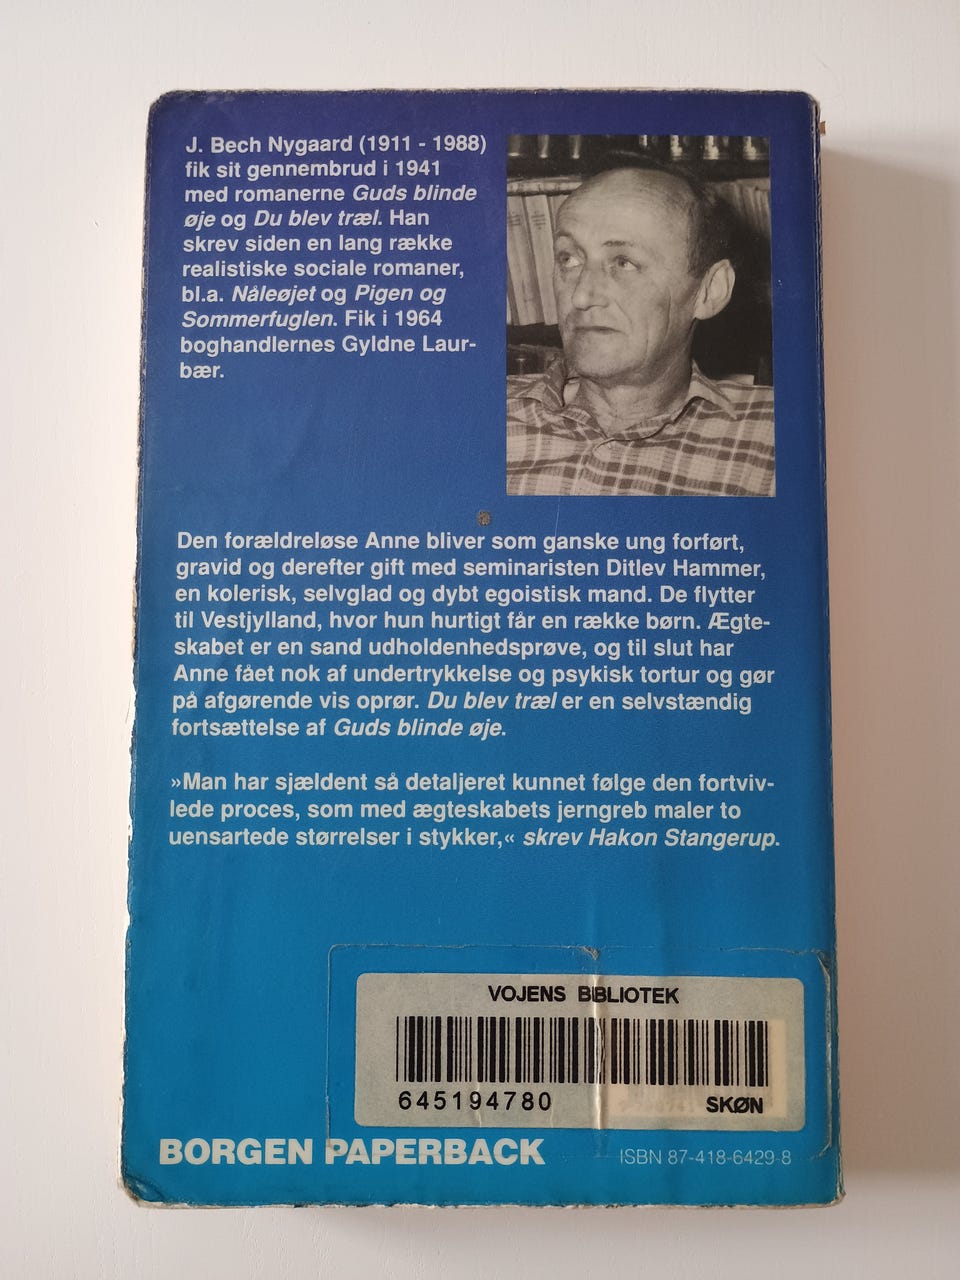 J. Bech Nygaard (1911 - 1988)
fik sit gennembrud i 1941
med romanerne Guds blinde
øje og Du blev træl. Han
skrev siden en lang række
realistiske sociale romaner,
bl.a. Nåleøjet og Pigen og
Sommerfuglen. Fik i 1964
boghandlernes Gyldne Laur-
bær.
Den forældreløse Anne bliver som ganske ung forført,
gravid og derefter gift med seminaristen Ditlev Hammer,
en kolerisk, selvglad og dybt egoistisk mand. De flytter
til Vestjylland, hvor hun hurtigt får en række børn. Ægte-
skabet er en sand udholdenhedsprøve, og til slut har
Anne fået nok af undertrykkelse og psykisk tortur og gør
på afgørende vis oprør. Du blev træl er en selvstændig
fortsættelse af Guds blinde øje.
»Man har sjældent så detaljeret kunnet følge den fortviv-
lede proces, som med ægteskabets jerngreb maler to
uensartede størrelser i stykker,« skrev Hakon Stangerup.
VOJENS BIBLIOTEK
645194780 SKØN
BORGEN PAPERBACK ISBN 87-418-6429-8